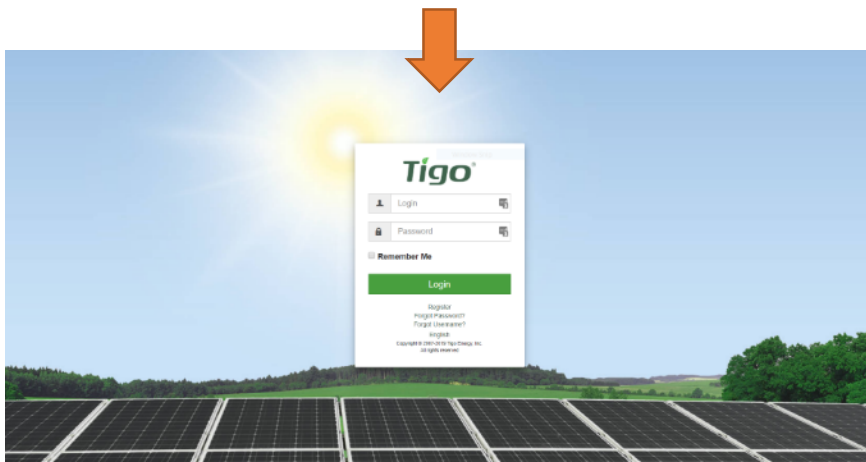 Tigo
Login
Password
Remember Me
Login
Register
Forgot Password?
Forgot Username?
English
All rights reserved